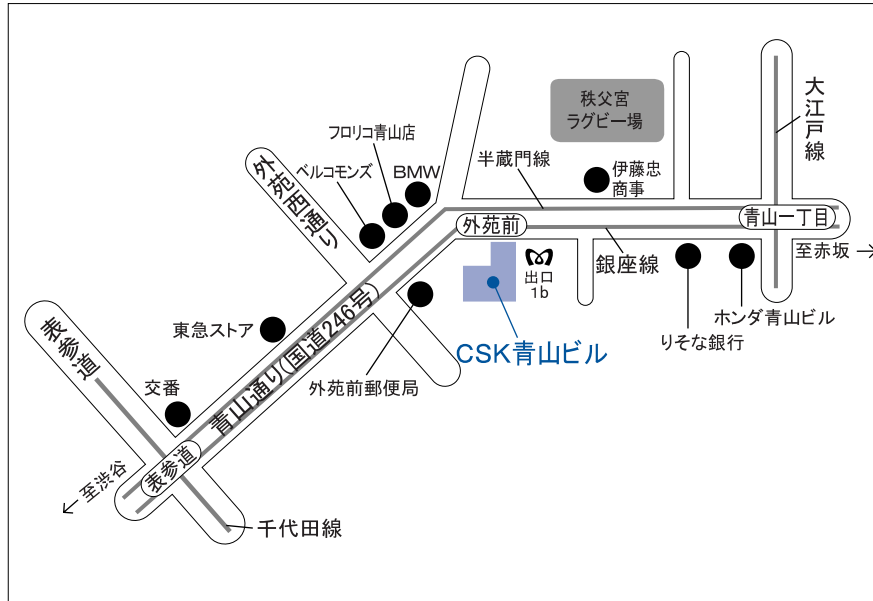 秩父宮
ラグビー場
大江戸線
フロリコ青山店
ベルコモンズ
BMW
外苑西通り
半蔵門線
伊藤忠
商事
外苑前
青山一丁目
至赤坂 →
銀座線
出口
1b
ホンダ青山ビル
りそな銀行
CSK青山ビル
東急ストア
青山通り(国道246号)
外苑前郵便局
表参道
交番
表参道
← 至渋谷
千代田線